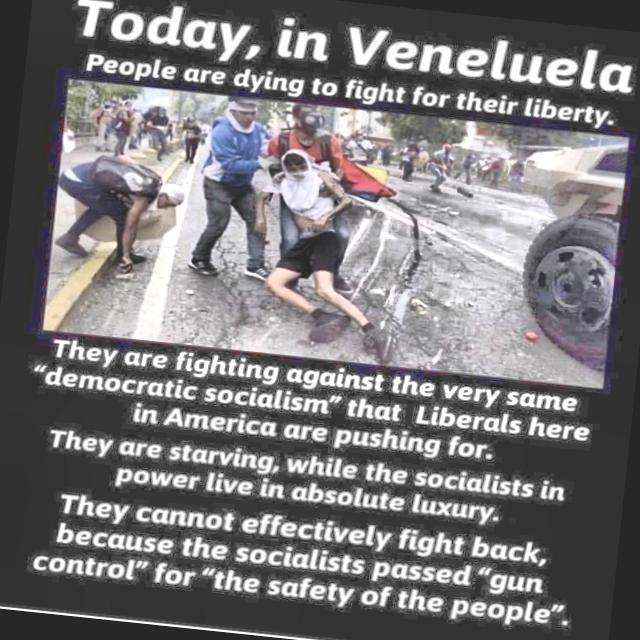 Today, in Veneluela
People are dying to fight for their liberty.
They are fighting against the very same
“democratic socialism” that Liberals here
in America are pushing for.
They are starving, while the socialists in
power live in absolute luxury.
They cannot effectively fight back,
because the socialists passed “gun
control” for “the safety of the people”.